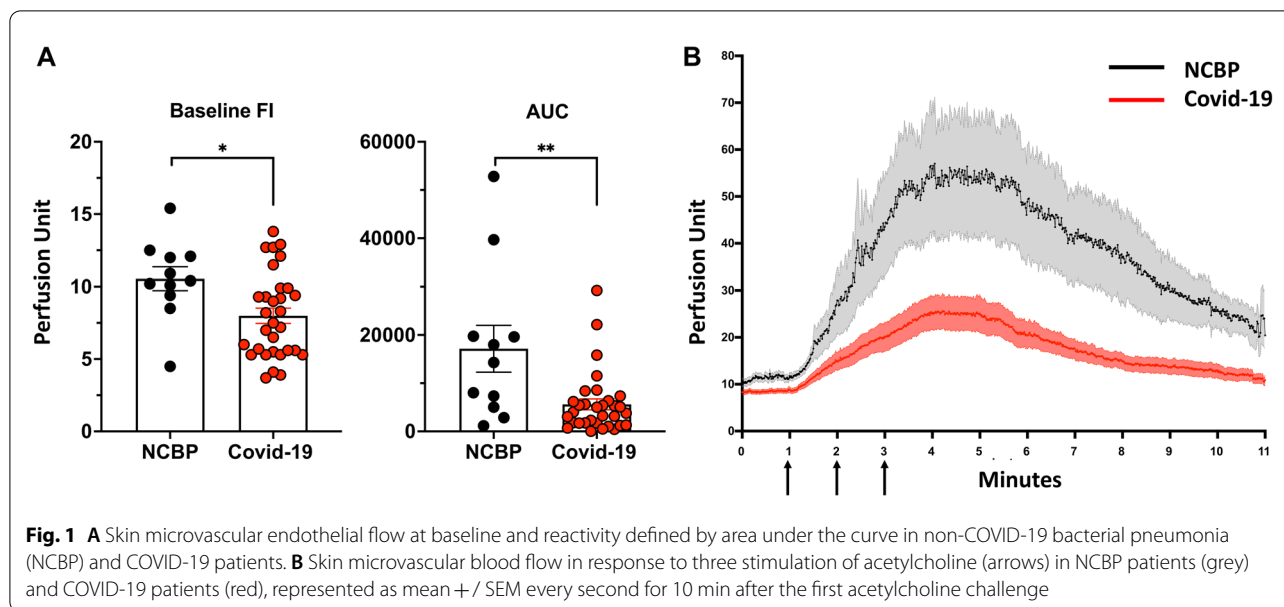 A
Baseline FI
Perfusion Unit
20
15
10
5
0
*
NCBP
Covid-19
AUC
60000
40000
20000
0
**
NCBP
Covid-19
B
Perfusion Unit
80
70
60
50
40
30
20
10
0
NCBP
Covid-19
0 1 2 3 4 5 6 7 8 9 10 11
Minutes
Fig. 1 A Skin microvascular endothelial flow at baseline and reactivity defined by area under the curve in non-COVID-19 bacterial pneumonia
(NCBP) and COVID-19 patients. B Skin microvascular blood flow in response to three stimulation of acetylcholine (arrows) in NCBP patients (grey)
and COVID-19 patients (red), represented as mean +/ SEM every second for 10 min after the first acetylcholine challenge